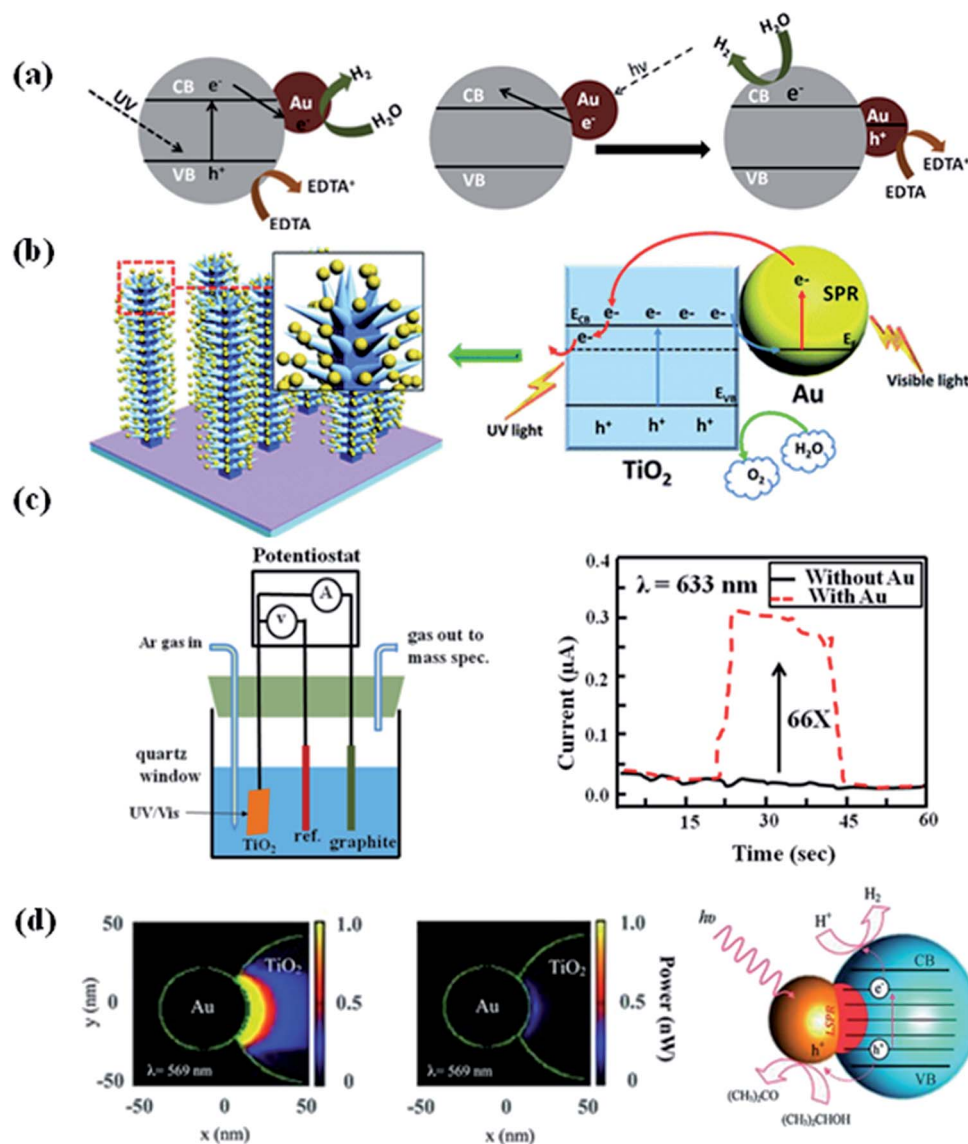 (a)
CB e⁻
UV
VB h⁺
Au
e⁻
H₂
H₂O
EDTA⁺
EDTA
CB
VB
Au
e⁻
hν
H₂
H₂O
CB e⁻
VB
Au
h⁺
EDTA⁺
EDTA
(b)
E_CB e- e- e- e-
e-
E_VB
h⁺ h⁺ h⁺
UV light
TiO₂
e-
SPR
E_f
Au
Visible light
H₂O
O₂
(c)
Potentiostat
A
v
Ar gas in
gas out to
mass spec.
quartz
window
UV/Vis
TiO₂
ref.
graphite
λ = 633 nm
Without Au
With Au
66X
Current (μA)
0.4
0.3
0.2
0.1
0.0
15 30 45 60
Time (sec)
(d)
50
0
-50
y (nm)
Au
TiO₂
λ= 569 nm
-50 0 50
x (nm)
1.0
0.5
0
Au
TiO₂
λ= 569 nm
-50 0 50
x (nm)
1.0
0.5
0
Power (nW)
hυ
H⁺
H₂
CB
e⁻
LSPR
h⁺
h⁺
VB
(CH₃)₂CO
(CH₃)₂CHOH